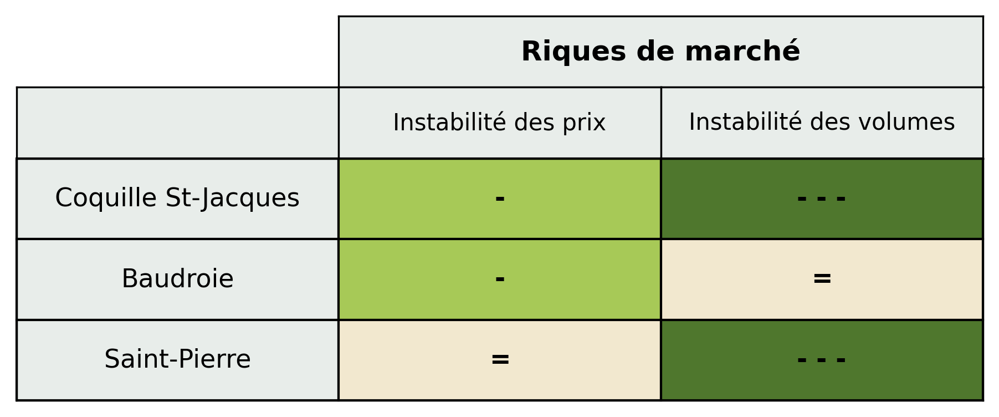 Riques de marché
Instabilité des prix Instabilité des volumes
Coquille St-Jacques - - - -
Baudroie - =
Saint-Pierre = - - -